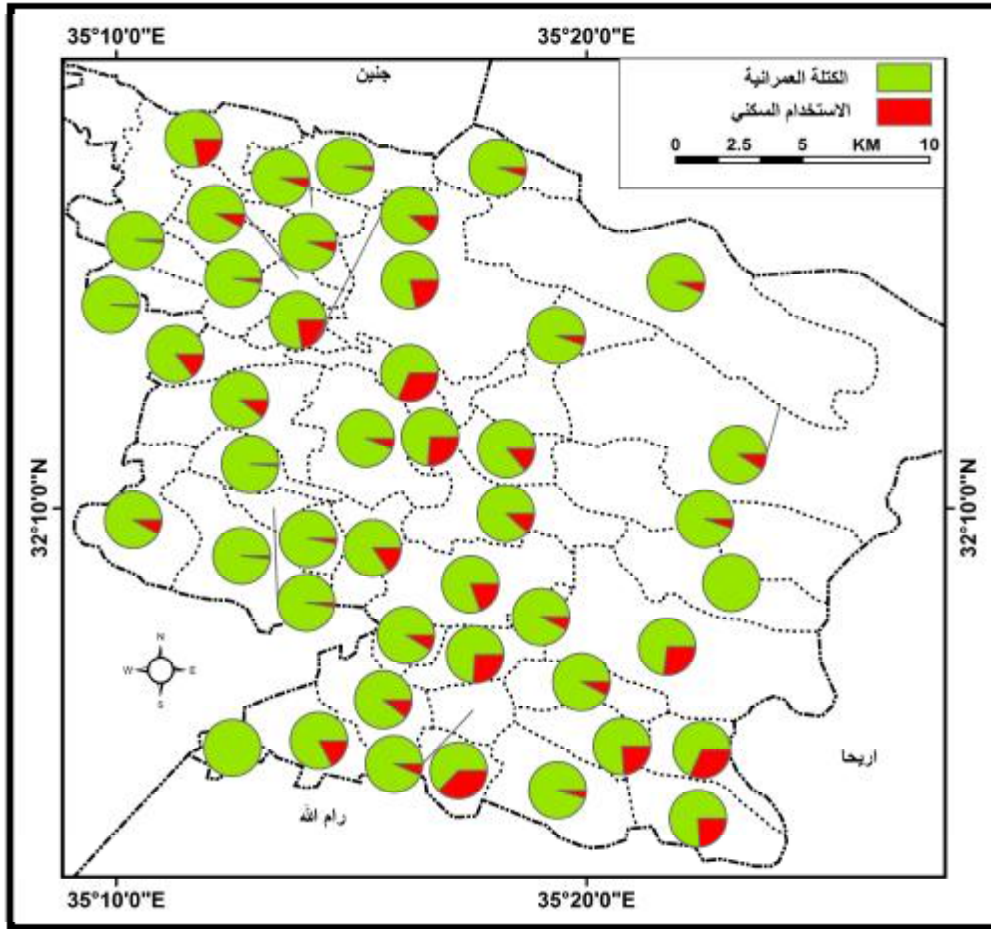 35°10'0"E 35°20'0"E
جنين
الكتلة العمرانية
الاستخدام السكني
0 2.5 5 KM 10
32°10'0"N 32°10'0"N
N
W E
S
اريحا
رام الله
35°10'0"E 35°20'0"E